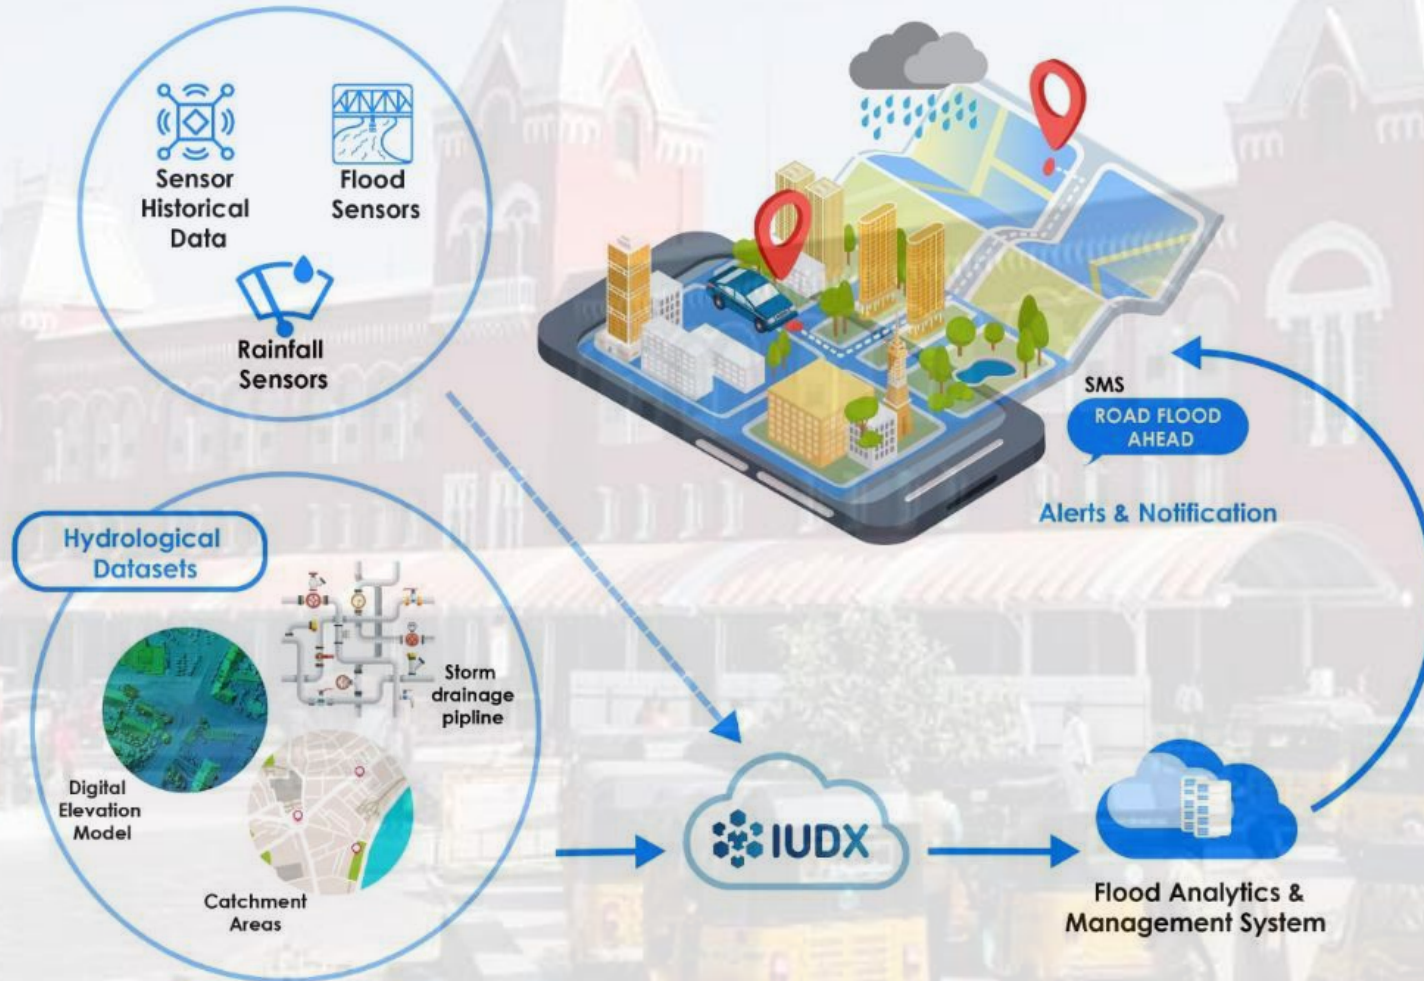 Sensor
Historical
Data
Flood
Sensors
Rainfall
Sensors
SMS
ROAD FLOOD
AHEAD
Alerts & Notification
Hydrological
Datasets
Storm
drainage
pipline
Digital
Elevation
Model
Catchment
Areas
IUDX
Flood Analytics &
Management System